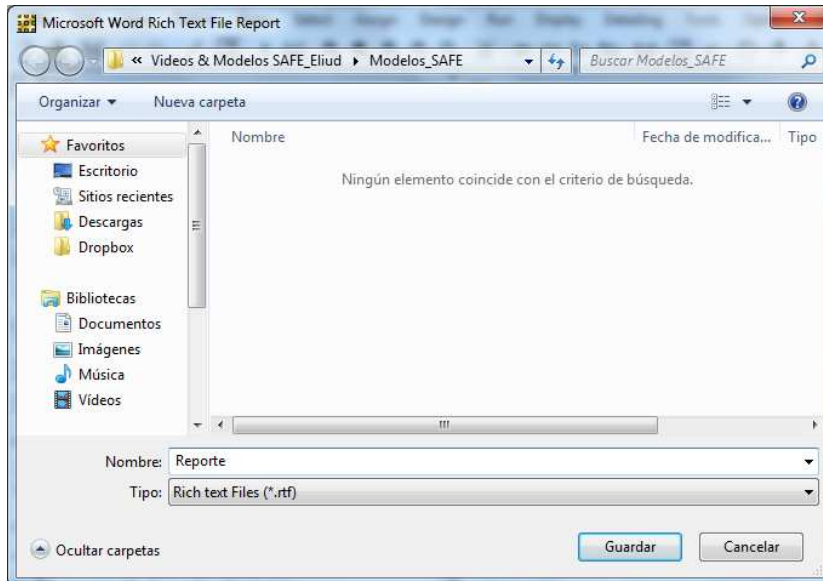 Microsoft Word Rich Text File Report
« Videos & Modelos SAFE_Eliud Modelos_SAFE
Buscar Modelos_SAFE
Organizar
Nueva carpeta
Favoritos
Escritorio
Sitios recientes
Descargas
Dropbox
Bibliotecas
Documentos
Imágenes
Música
Vídeos
Nombre Fecha de modifica... Tipo
Ningún elemento coincide con el criterio de búsqueda.
Nombre: Reporte
Tipo: Rich text Files (*.rtf)
Ocultar carpetas
Guardar Cancelar